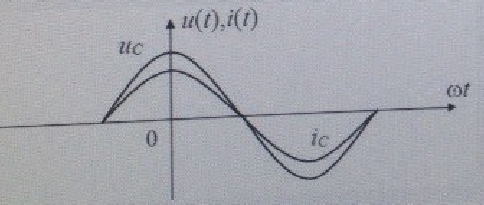 u(t),i(t)
uC
ωt
0
iC